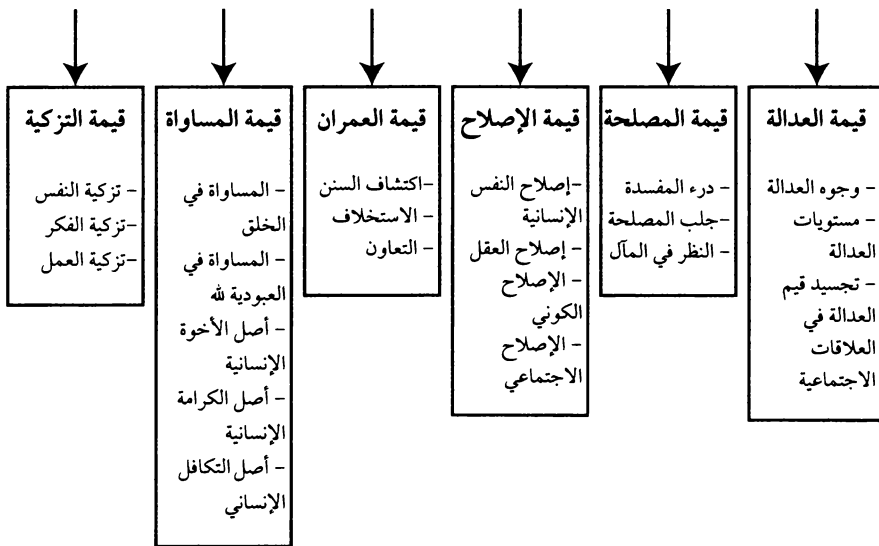 قيمة العدالة
– وجوه العدالة
– مستويات
العدالة
– تجسيد قيم
العدالة في
العلاقات
الاجتماعية
قيمة المصلحة
– درء المفسدة
–جلب المصلحة
– النظر في المآل
قيمة الإصلاح
–إصلاح النفس
الإنسانية
– إصلاح العقل
– الإصلاح
الكوني
– الإصلاح
الاجتماعي
قيمة العمران
–اكتشاف السنن
– الاستخلاف
– التعاون
قيمة المساواة
– المساواة في
الخلق
– المساواة في
العبودية لله
– أصل الأخوة
الإنسانية
– أصل الكرامة
الإنسانية
– أصل التكافل
الإنساني
قيمة التزكية
– تزكية النفس
–تزكية الفكر
–تزكية العمل